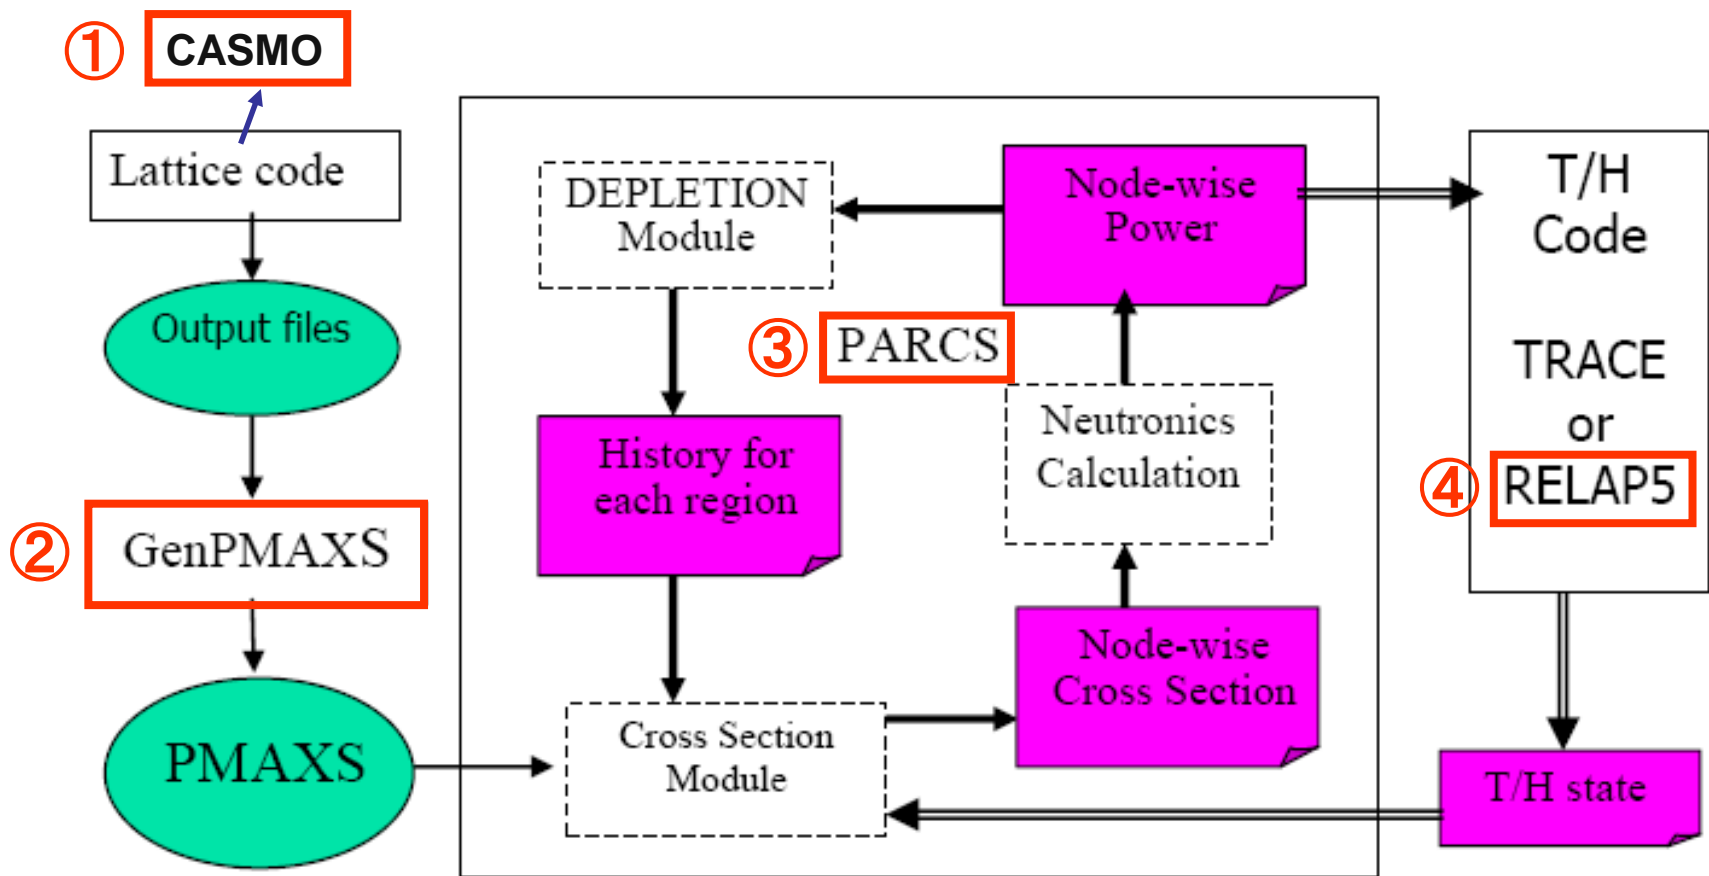 ① CASMO
Lattice code
Output files
② GenPMAXS
PMAXS
DEPLETION
Module
Node-wise
Power
③ PARCS
History for
each region
Neutronics
Calculation
Cross Section
Module
Node-wise
Cross Section
T/H
Code
TRACE
or
④ RELAP5
T/H state